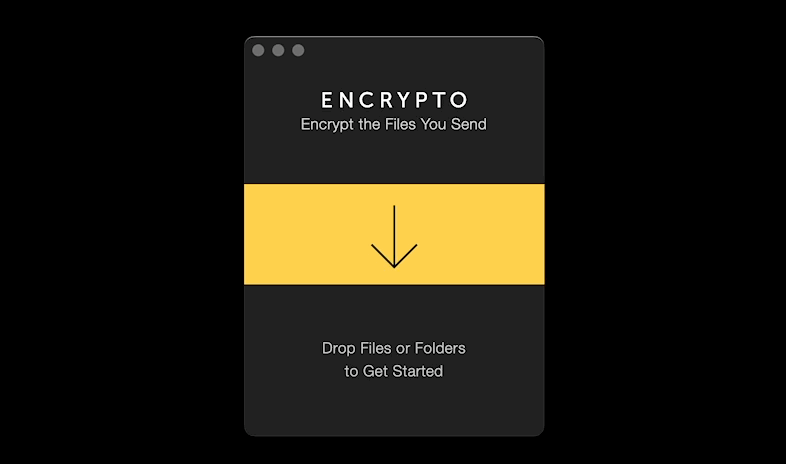 ENCRYPTO
Encrypt the Files You Send
Drop Files or Folders
to Get Started